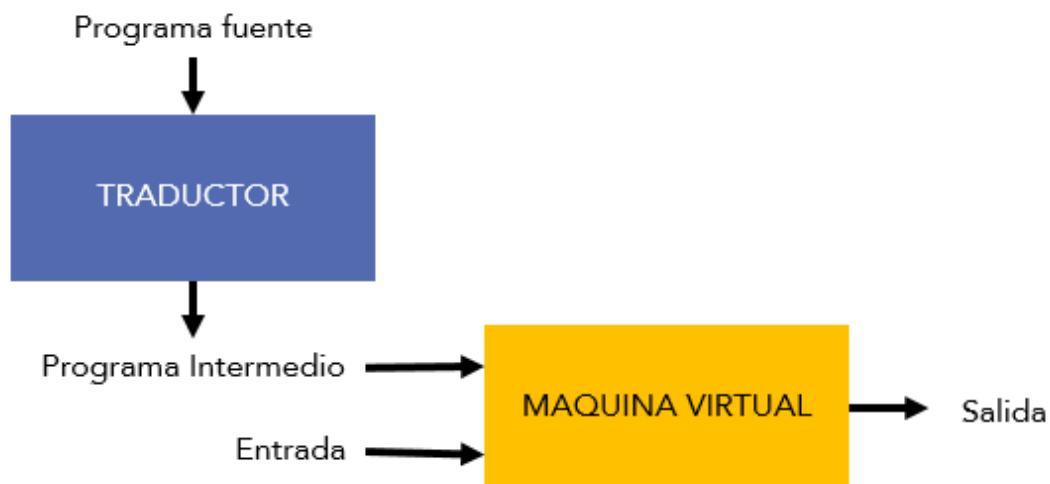 Programa fuente
TRADUCTOR
Programa Intermedio
MAQUINA VIRTUAL
Salida
Entrada